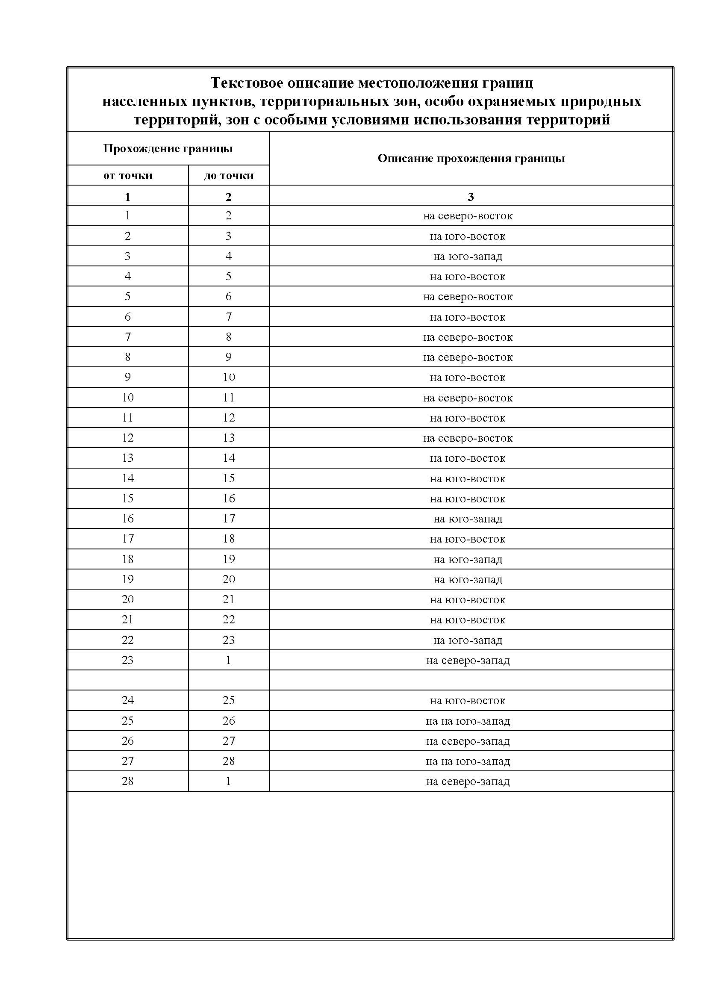 Текстовое описание местоположения границ
населенных пунктов, территориальных зон, особо охраняемых природных
территорий, зон с особыми условиями использования территорий
Прохождение границы
Описание прохождения границы
от точки до точки
1 2 3
1 2 на северо-восток
2 3 на юго-восток
3 4 на юго-запад
4 5 на юго-восток
5 6 на северо-восток
6 7 на юго-восток
7 8 на северо-восток
8 9 на северо-восток
9 10 на юго-восток
10 11 на северо-восток
11 12 на юго-восток
12 13 на северо-восток
13 14 на юго-восток
14 15 на юго-восток
15 16 на юго-восток
16 17 на юго-запад
17 18 на юго-восток
18 19 на юго-запад
19 20 на юго-запад
20 21 на юго-восток
21 22 на юго-восток
22 23 на юго-запад
23 1 на северо-запад
24 25 на юго-восток
25 26 на на юго-запад
26 27 на северо-запад
27 28 на на юго-запад
28 1 на северо-запад